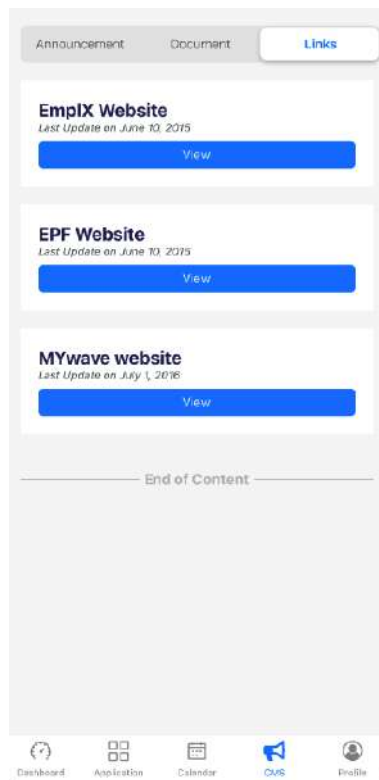 Announcement Document Links
EmplX Website
Last Update on June 10, 2015
View
EPF Website
Last Update on June 10, 2015
View
MYwave website
Last Update on July 1, 2016
View
End of Content
Dashboard Application Calendar CMS Profile